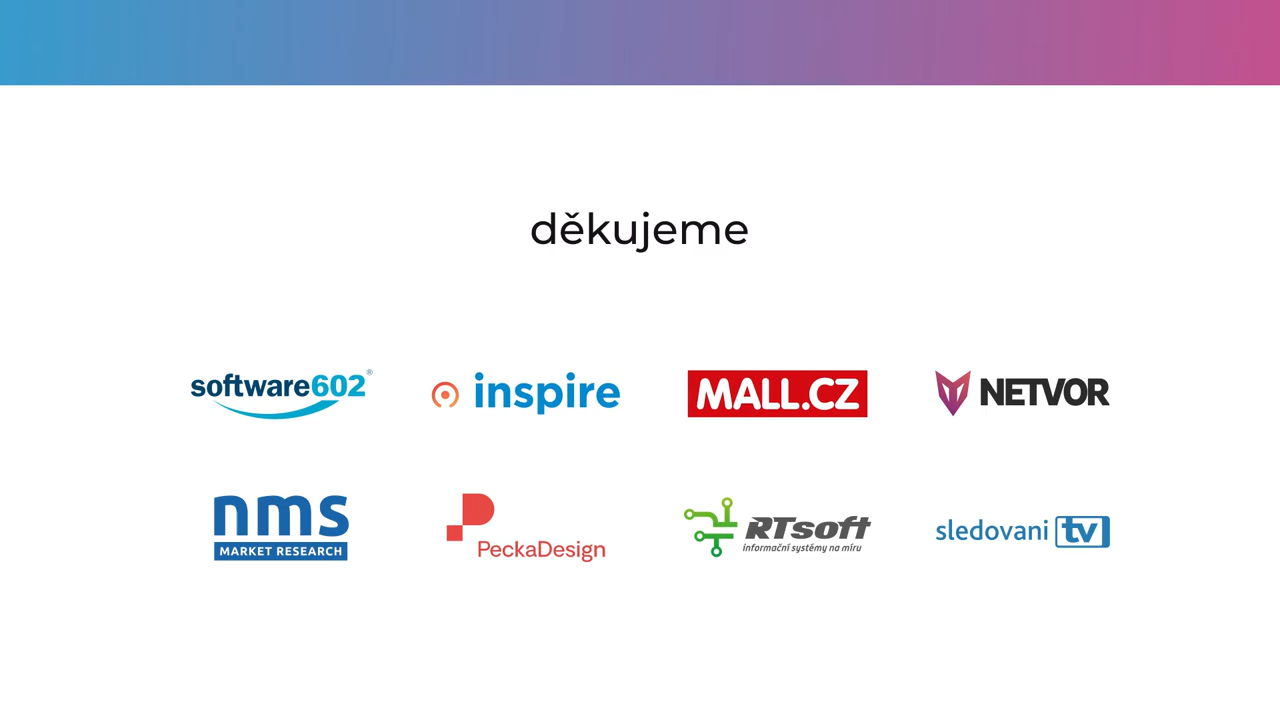 děkujeme
software602®
inspire
MALL.CZ
NETVOR
nms
MARKET RESEARCH
PeckaDesign
RTsoft
informační systémy na míru
sledovani tv